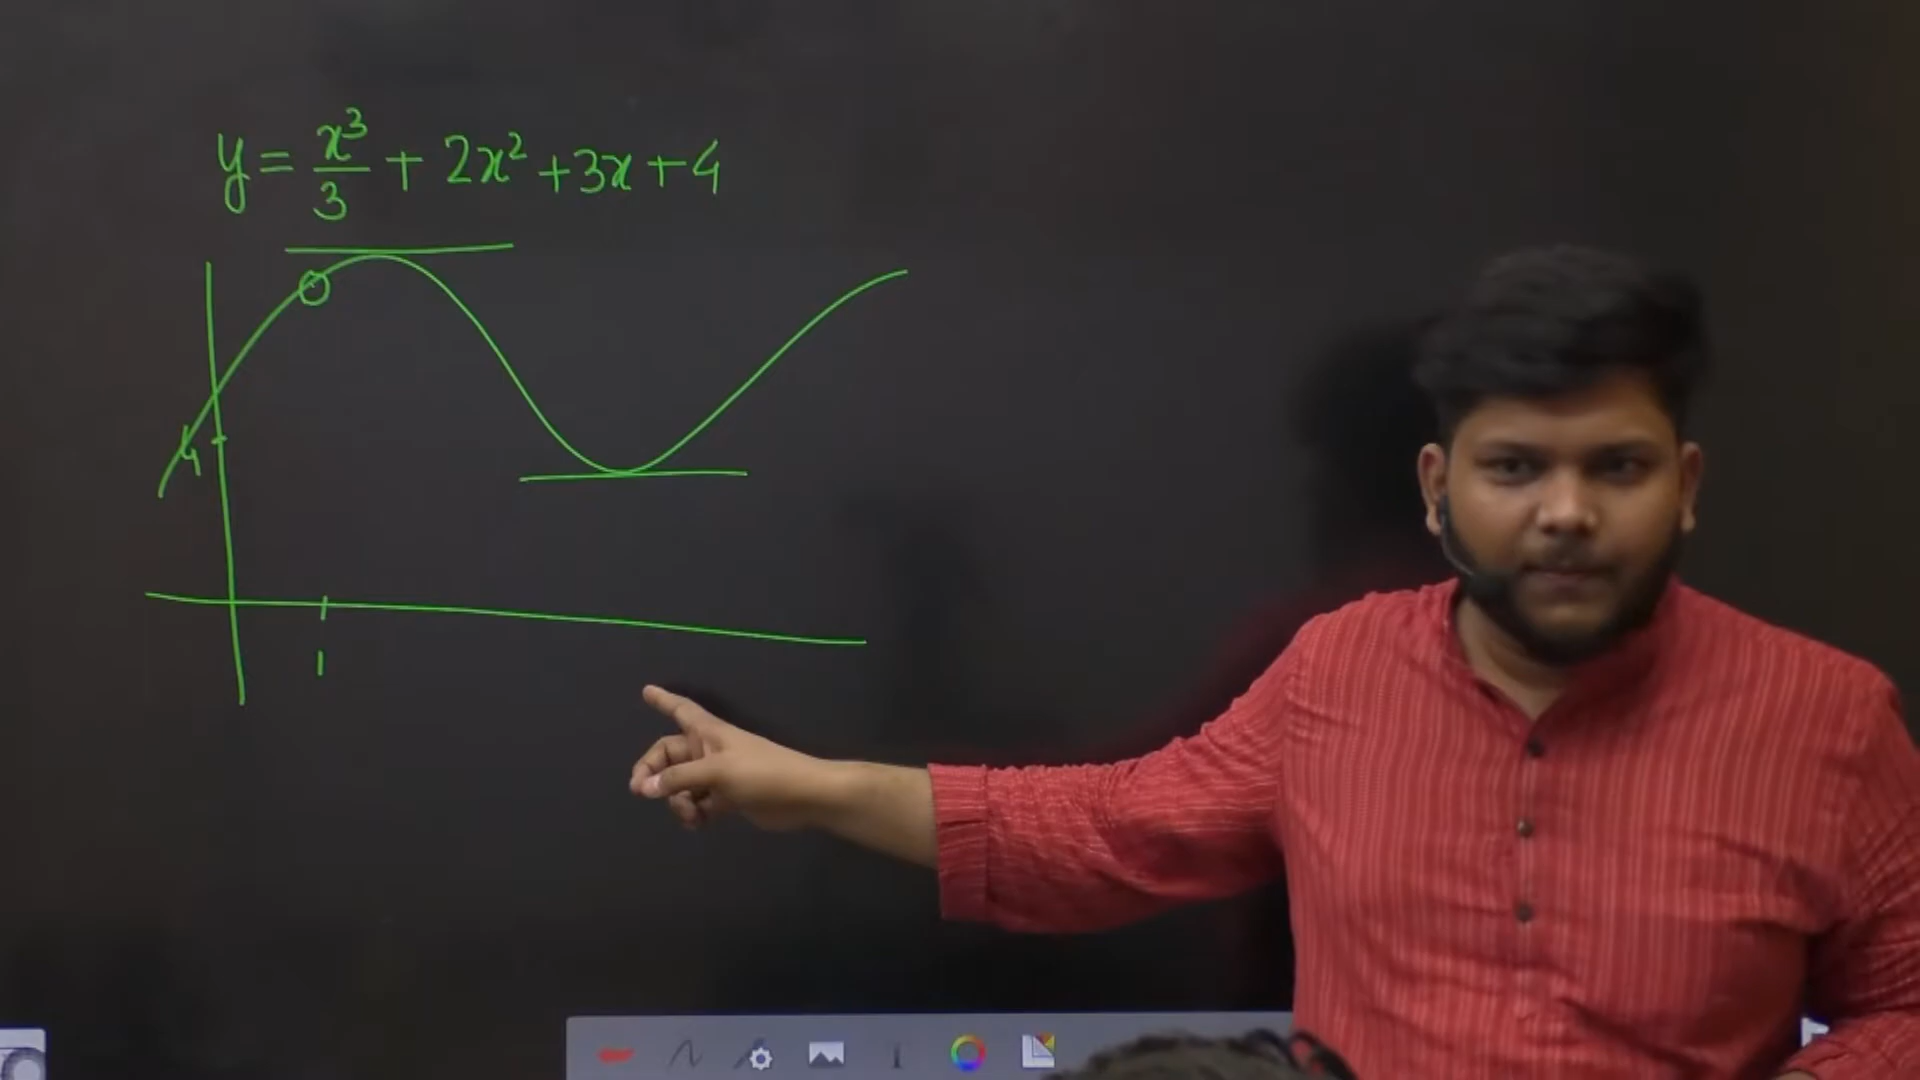 y = x³/3 + 2x² + 3x + 4
4
1